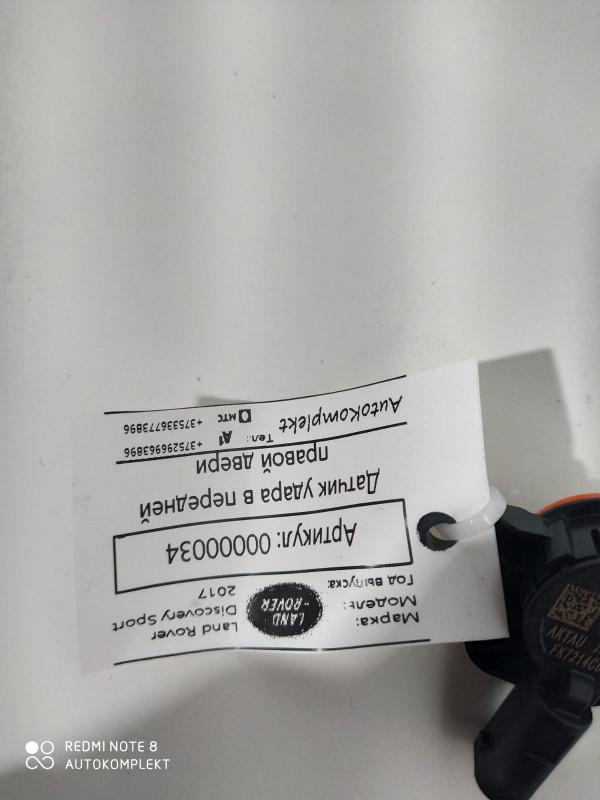 Марка: Land Rover
Модель: Discovery Sport
Год выпуска: 2017
LAND
-ROVER-
Артикул: 00000034
Датчик удара в передней
правой двери
AutoKomplekt
Тел.: A1 +375296963896
МТС +375336773896
AKTAU
FK7214C
REDMI NOTE 8
AUTOKOMPLEKT